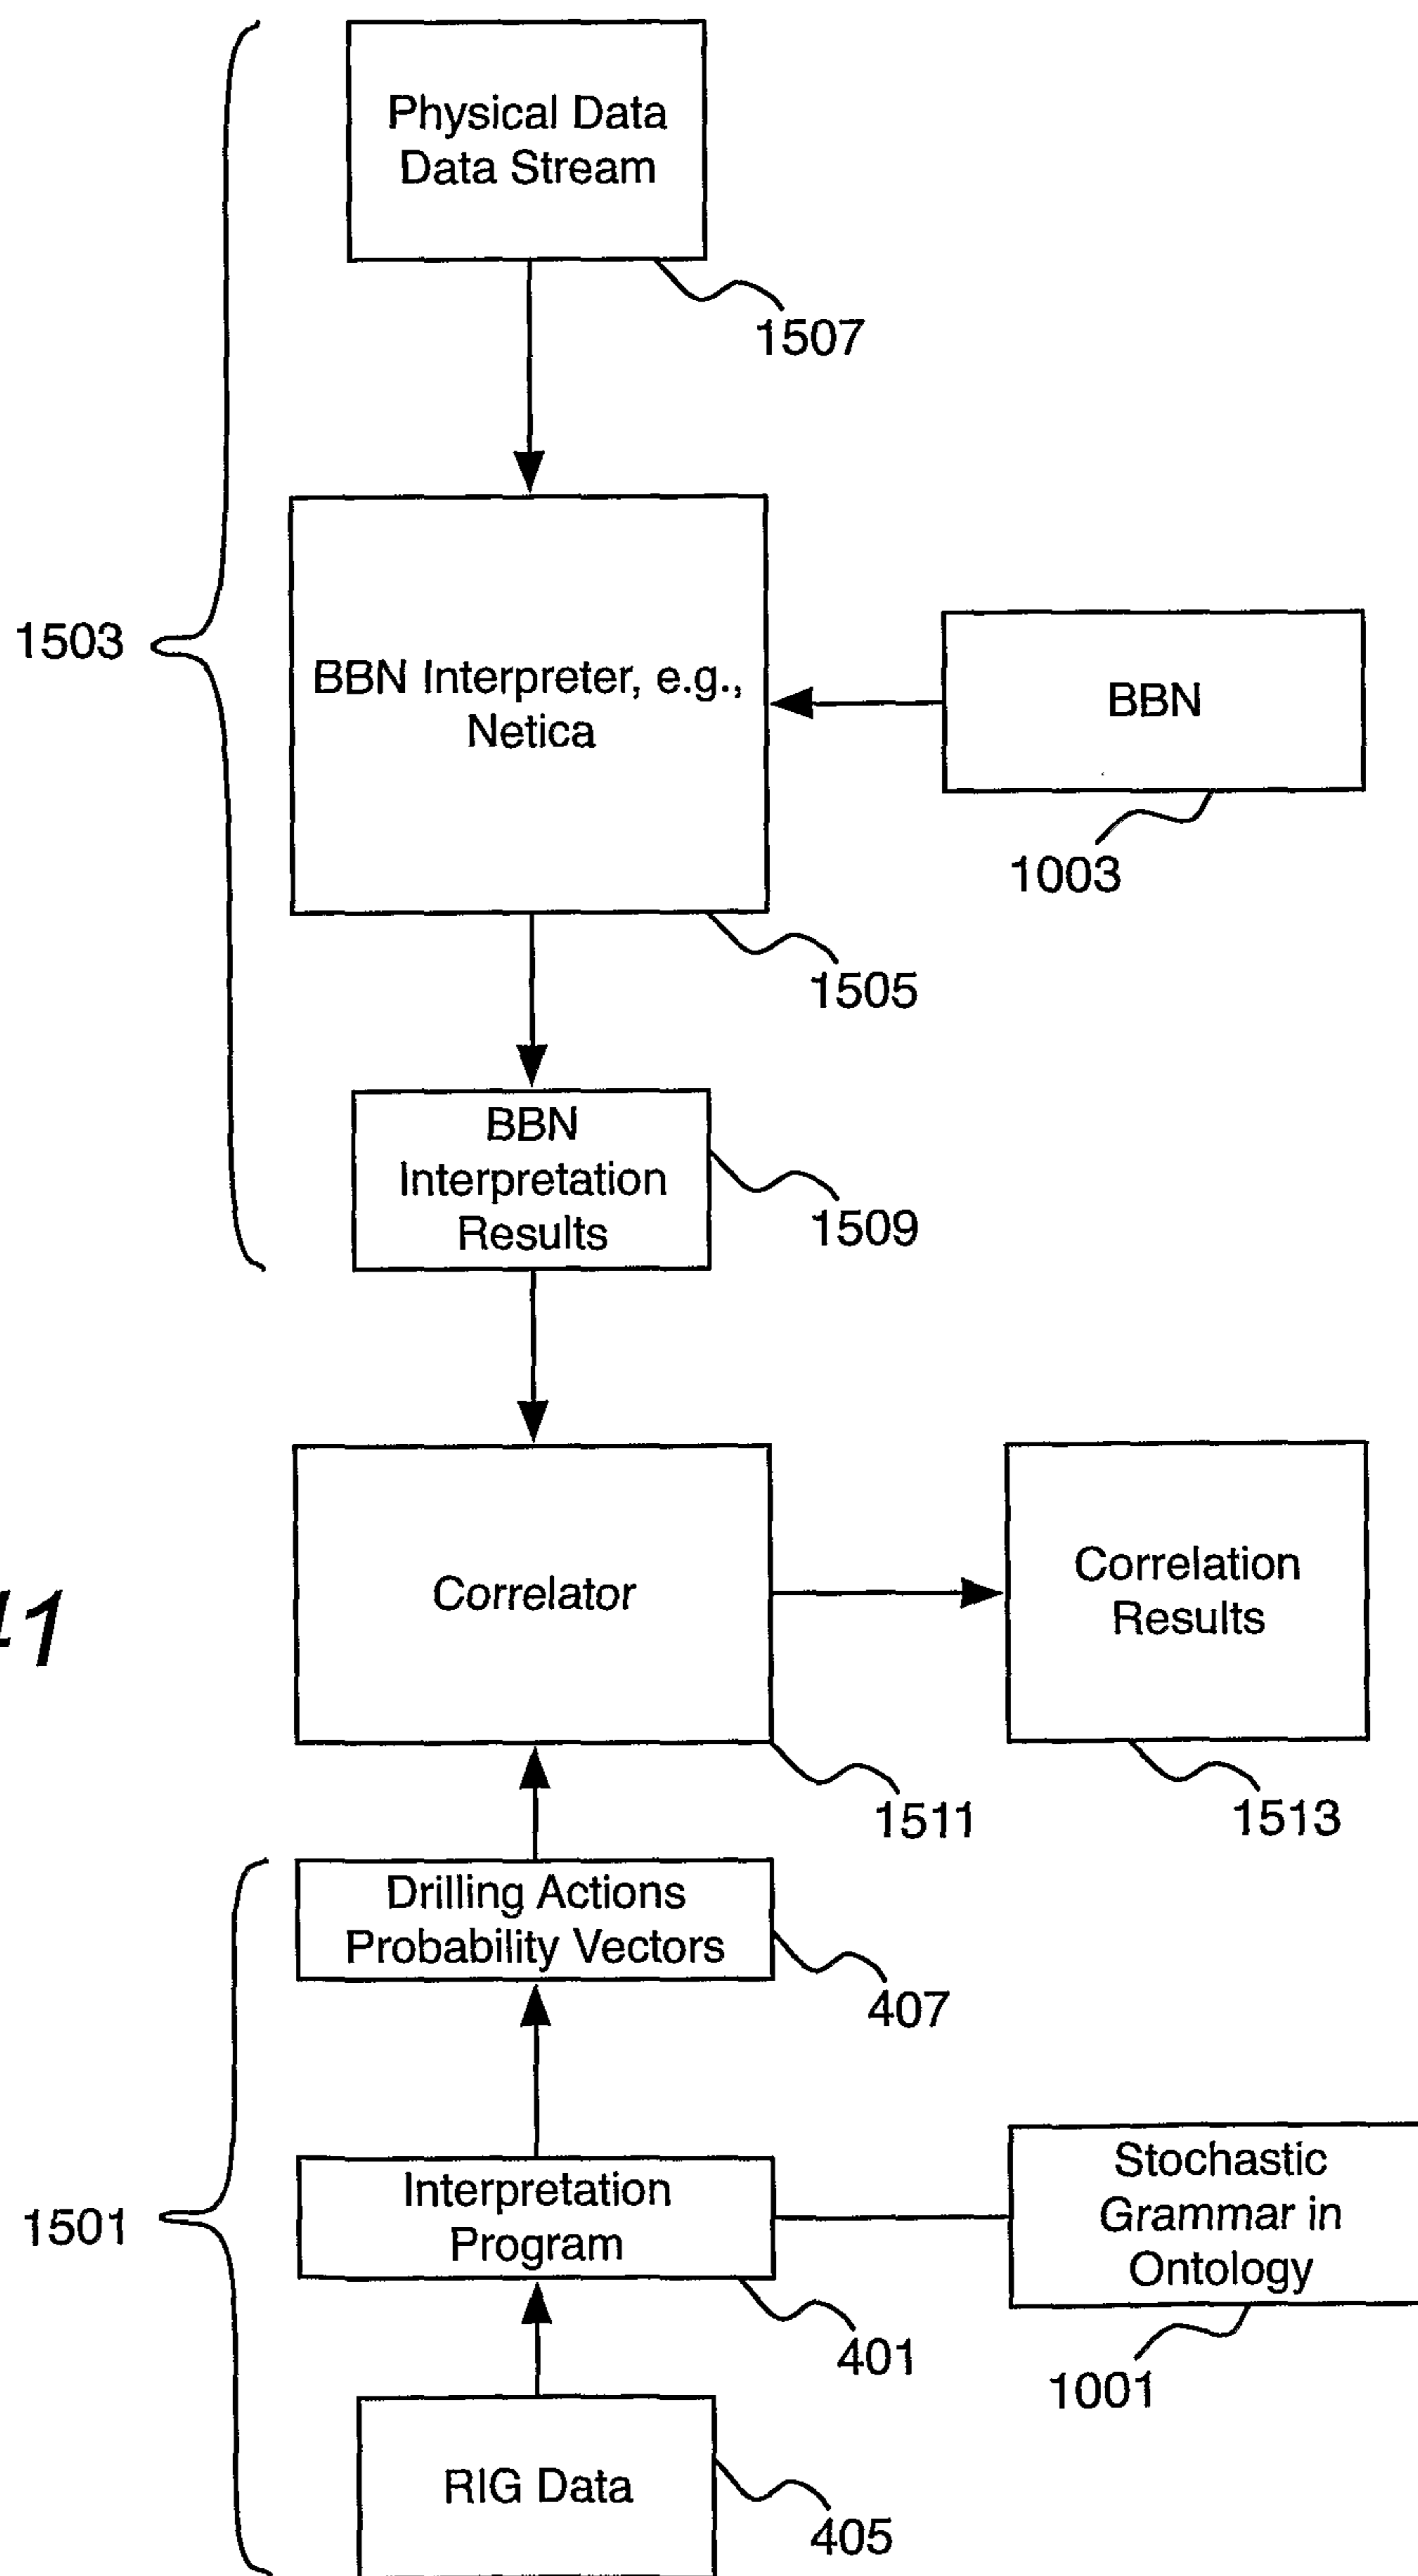 Physical Data
Data Stream
1507
1503
BBN Interpreter, e.g.,
Netica
BBN
1003
1505
BBN
Interpretation
Results
1509
Correlator
Correlation
Results
41
1511
1513
Drilling Actions
Probability Vectors
407
Interpretation
Program
Stochastic
Grammar in
Ontology
1501
401
1001
RIG Data
405